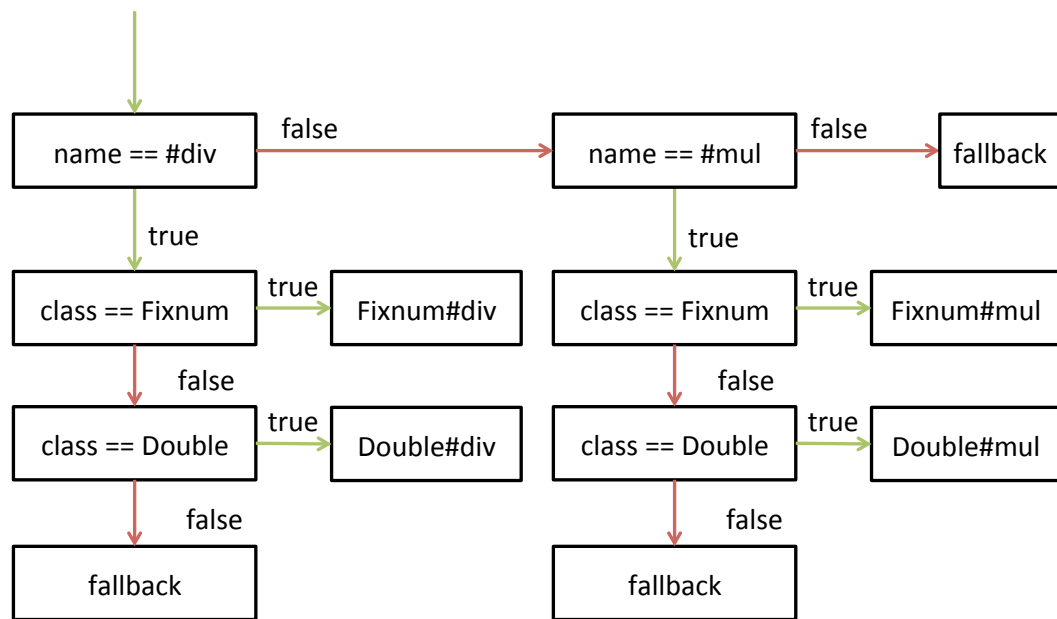 false
false
name == #div
name == #mul
fallback
true
true
true
true
class == Fixnum
Fixnum#div
class == Fixnum
Fixnum#mul
false
false
true
true
class == Double
Double#div
class == Double
Double#mul
false
false
fallback
fallback